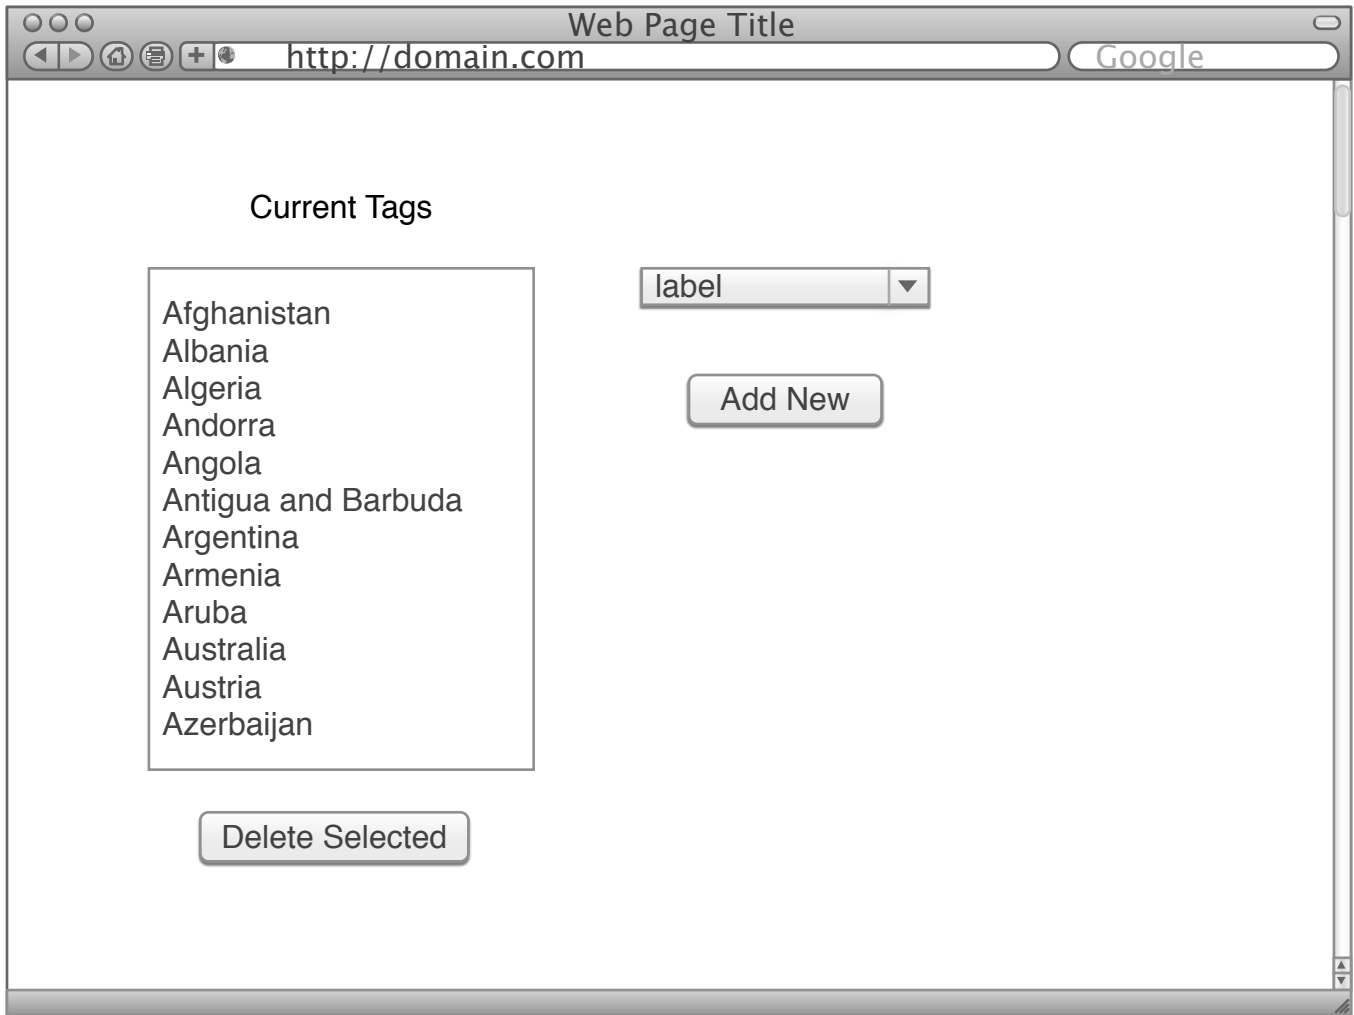 Web Page Title
http://domain.com
Google
Current Tags
label
Add New
Afghanistan
Albania
Algeria
Andorra
Angola
Antigua and Barbuda
Argentina
Armenia
Aruba
Australia
Austria
Azerbaijan
Delete Selected